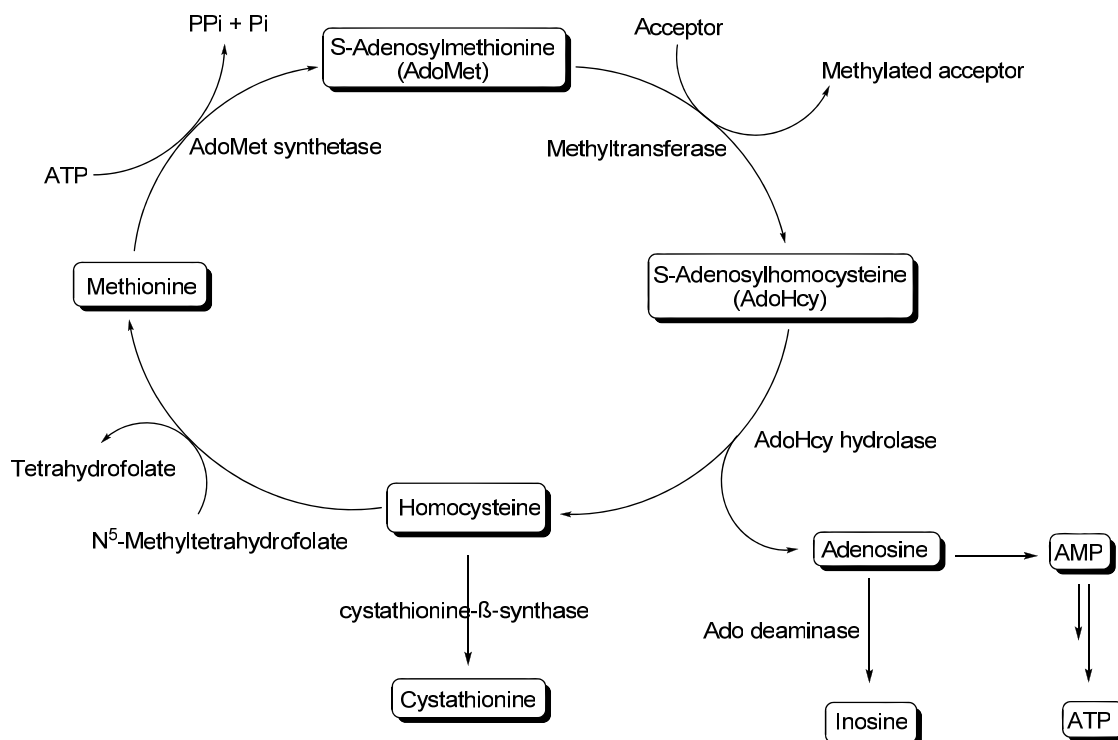 PPi + Pi
S-Adenosylmethionine
(AdoMet)
Acceptor
Methylated acceptor
AdoMet synthetase
Methyltransferase
ATP
Methionine
S-Adenosylhomocysteine
(AdoHcy)
AdoHcy hydrolase
Tetrahydrofolate
Homocysteine
N⁵-Methyltetrahydrofolate
Adenosine
AMP
cystathionine-ß-synthase
Ado deaminase
Cystathionine
Inosine
ATP